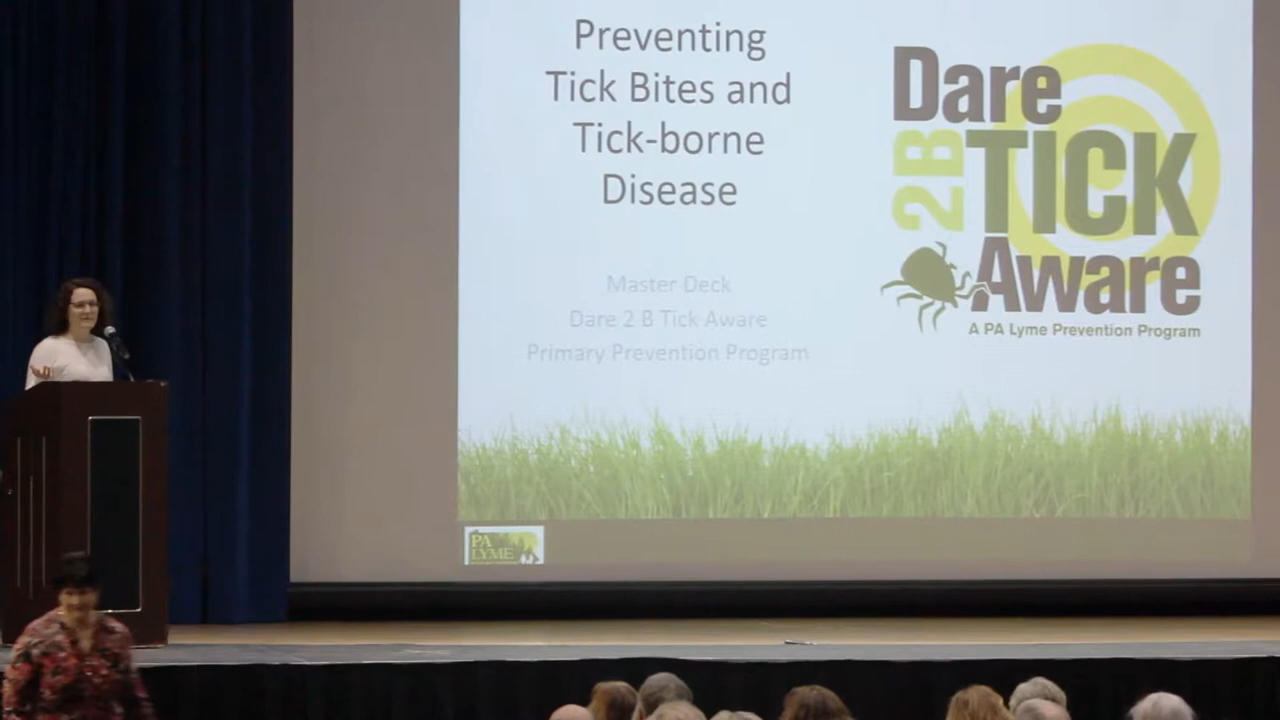 Preventing
Tick Bites and
Tick-borne
Disease
Master Deck
Dare 2 B Tick Aware
Primary Prevention Program
Dare
2B
TICK
Aware
A PA Lyme Prevention Program
PA
LYME